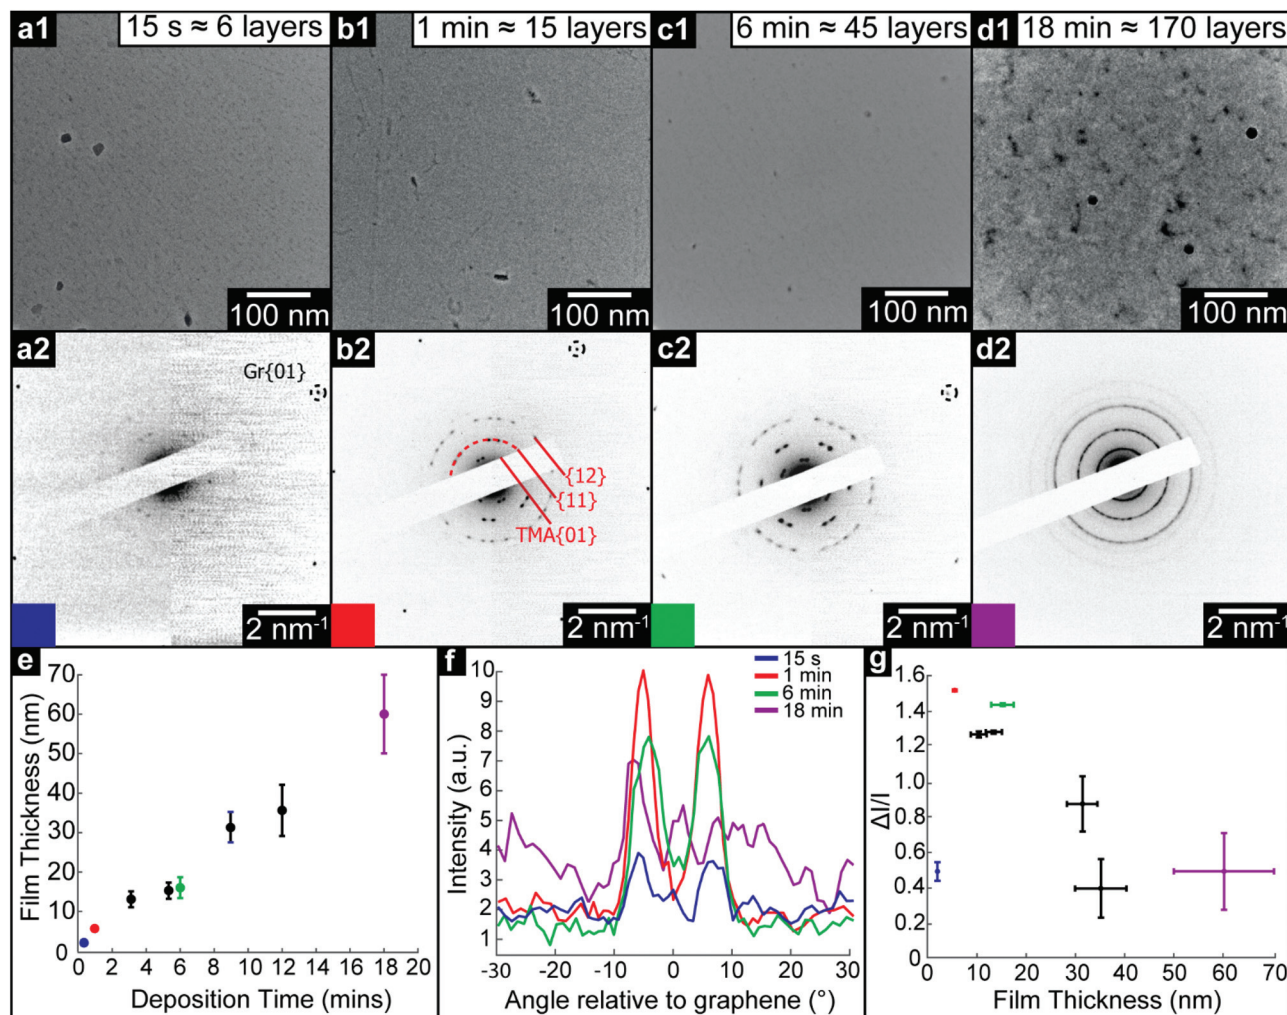 a1 15 s ≈ 6 layers
b1 1 min ≈ 15 layers
c1 6 min ≈ 45 layers
d1 18 min ≈ 170 layers
100 nm
100 nm
100 nm
100 nm
a2
Gr{01}
2 nm⁻¹
b2
{12}
{11}
TMA{01}
2 nm⁻¹
c2
2 nm⁻¹
d2
2 nm⁻¹
e
Film Thickness (nm)
70
60
50
40
30
20
10
0
0 2 4 6 8 10 12 14 16 18 20
Deposition Time (mins)
f
Intensity (a.u.)
10
9
8
7
6
5
4
3
2
1
15 s
1 min
6 min
18 min
-30 -20 -10 0 10 20 30
Angle relative to graphene (°)
g
ΔI/I
1.6
1.4
1.2
1.0
0.8
0.6
0.4
0.2
0
0 10 20 30 40 50 60 70
Film Thickness (nm)